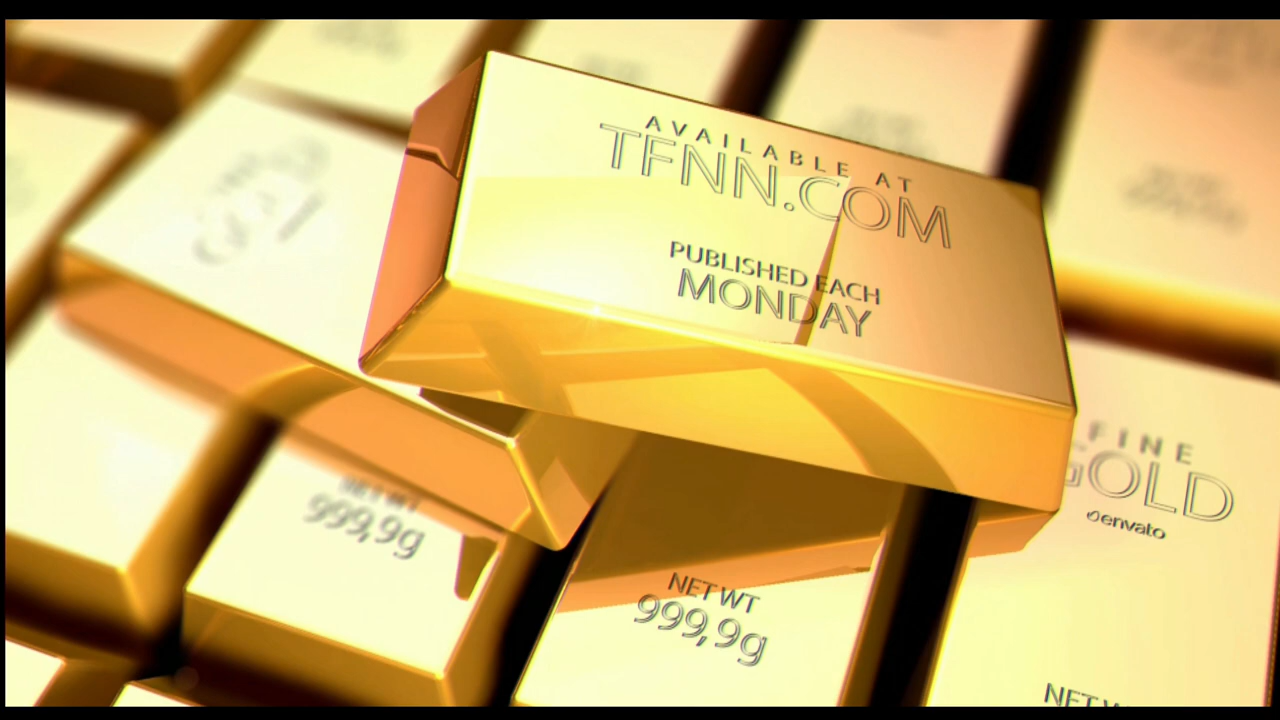 AVAILABLE AT
TFNN.COM
PUBLISHED EACH
MONDAY
FINE
GOLD
envato
NET WT
999,9g
NET WT
999,9g